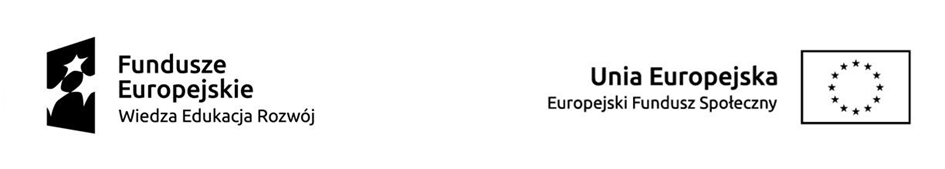 Fundusze
Europejskie
Wiedza Edukacja Rozwój
Unia Europejska
Europejski Fundusz Społeczny